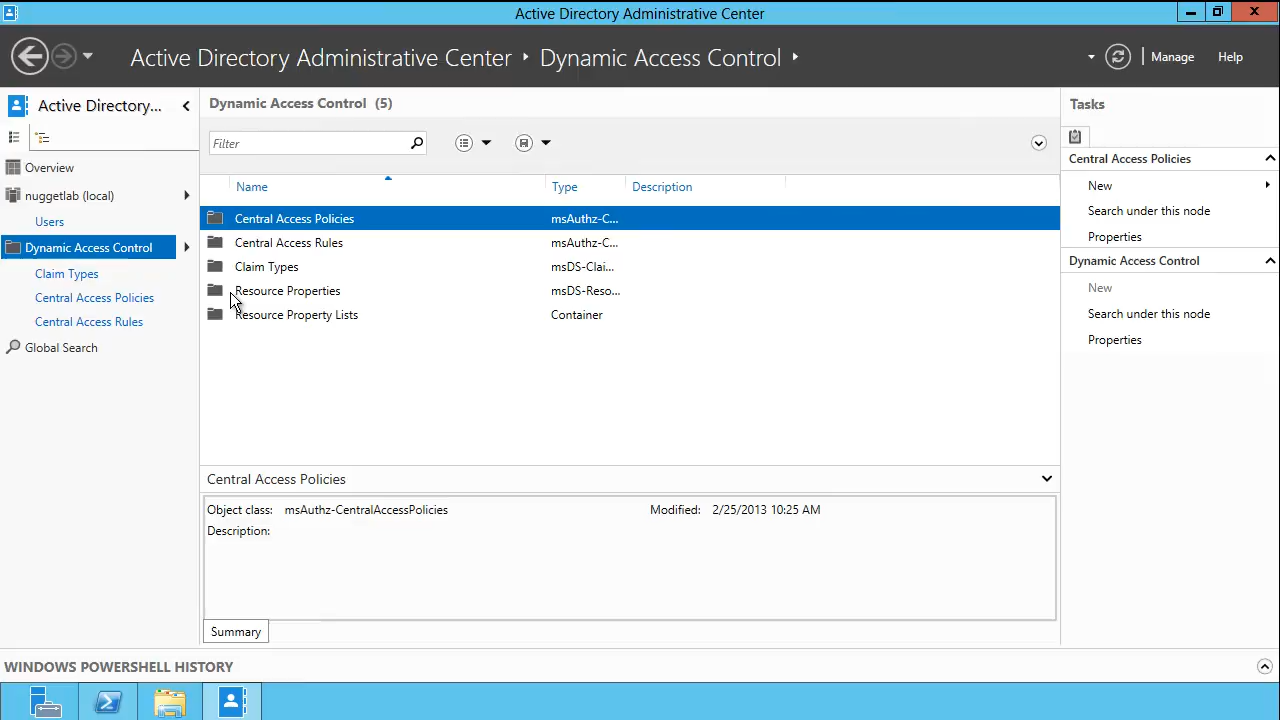 Active Directory Administrative Center
Active Directory Administrative Center Dynamic Access Control
Manage Help
Active Directory...
Overview
nuggetlab (local)
Users
Dynamic Access Control
Claim Types
Central Access Policies
Central Access Rules
Global Search
Dynamic Access Control (5)
Filter
Name Type Description
Central Access Policies msAuthz-C...
Central Access Rules msAuthz-C...
Claim Types msDS-Clai...
Resource Properties msDS-Reso...
Resource Property Lists Container
Central Access Policies
Object class: msAuthz-CentralAccessPolicies Modified: 2/25/2013 10:25 AM
Description:
Summary
Tasks
Central Access Policies
New
Search under this node
Properties
Dynamic Access Control
New
Search under this node
Properties
WINDOWS POWERSHELL HISTORY